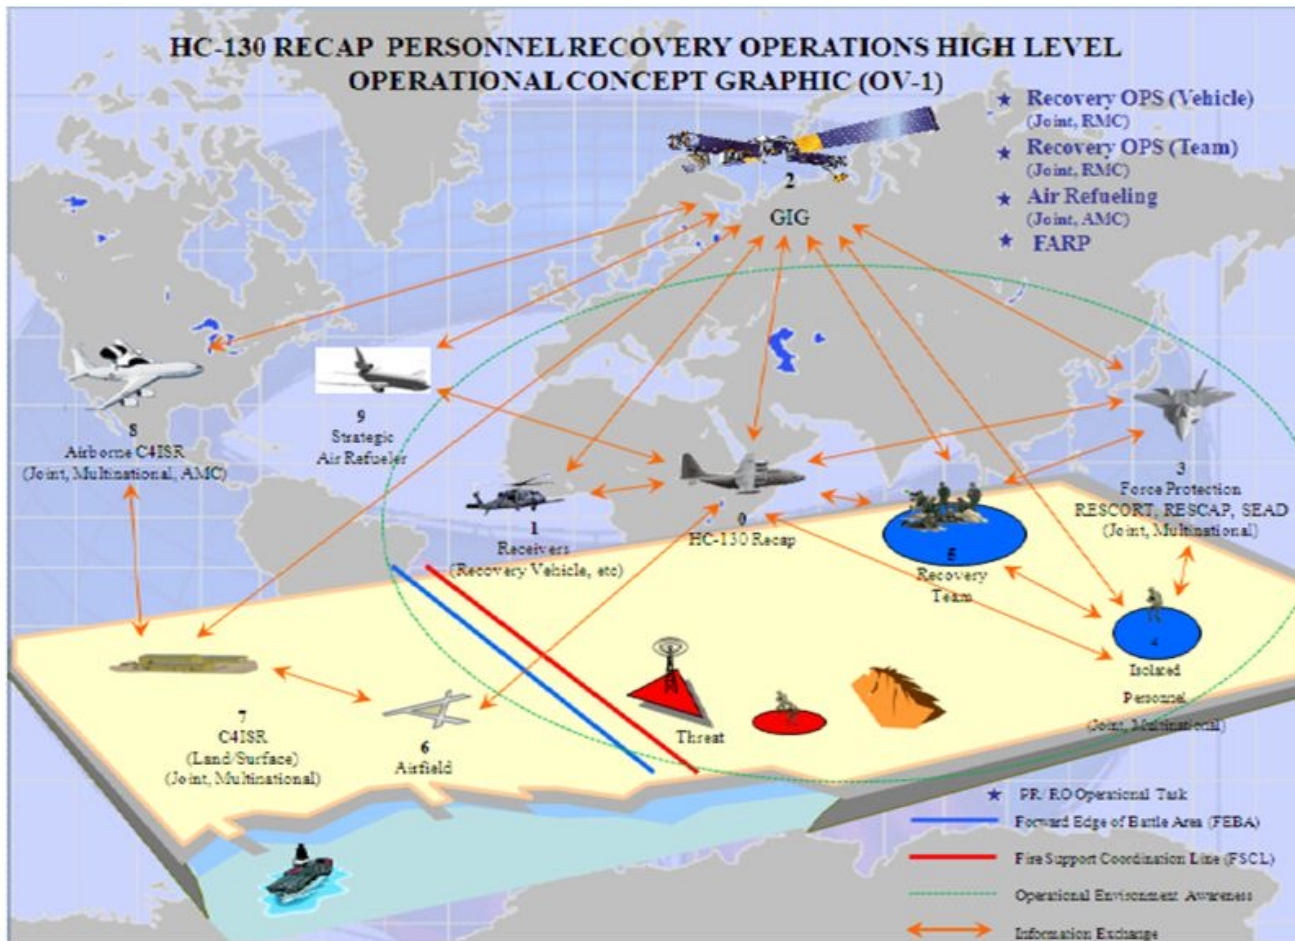 HC-130 RECAP PERSONNEL RECOVERY OPERATIONS HIGH LEVEL
OPERATIONAL CONCEPT GRAPHIC (OV-1)
Recovery OPS (Vehicle)
(Joint, RMC)
Recovery OPS (Team)
(Joint, RMC)
Air Refueling
(Joint, AMC)
FARP
2
GIG
8
Airborne C4ISR
(Joint, Multinational, AMC)
9
Strategic
Air Refueler
1
Receivers
(Recovery Vehicle, etc)
0
HC-130 Recap
5
Recovery
Team
3
Force Protection
RESCORT, RESCAP, SEAD
(Joint, Multinational)
4
Isolated
Personnel
(Joint, Multinational)
7
C4ISR
(Land/Surface)
(Joint, Multinational)
6
Airfield
Threat
PR/RO Operational Task
Forward Edge of Battle Area (FEBA)
Fire Support Coordination Line (FSCL)
Operational Environment Awareness
Information Exchange